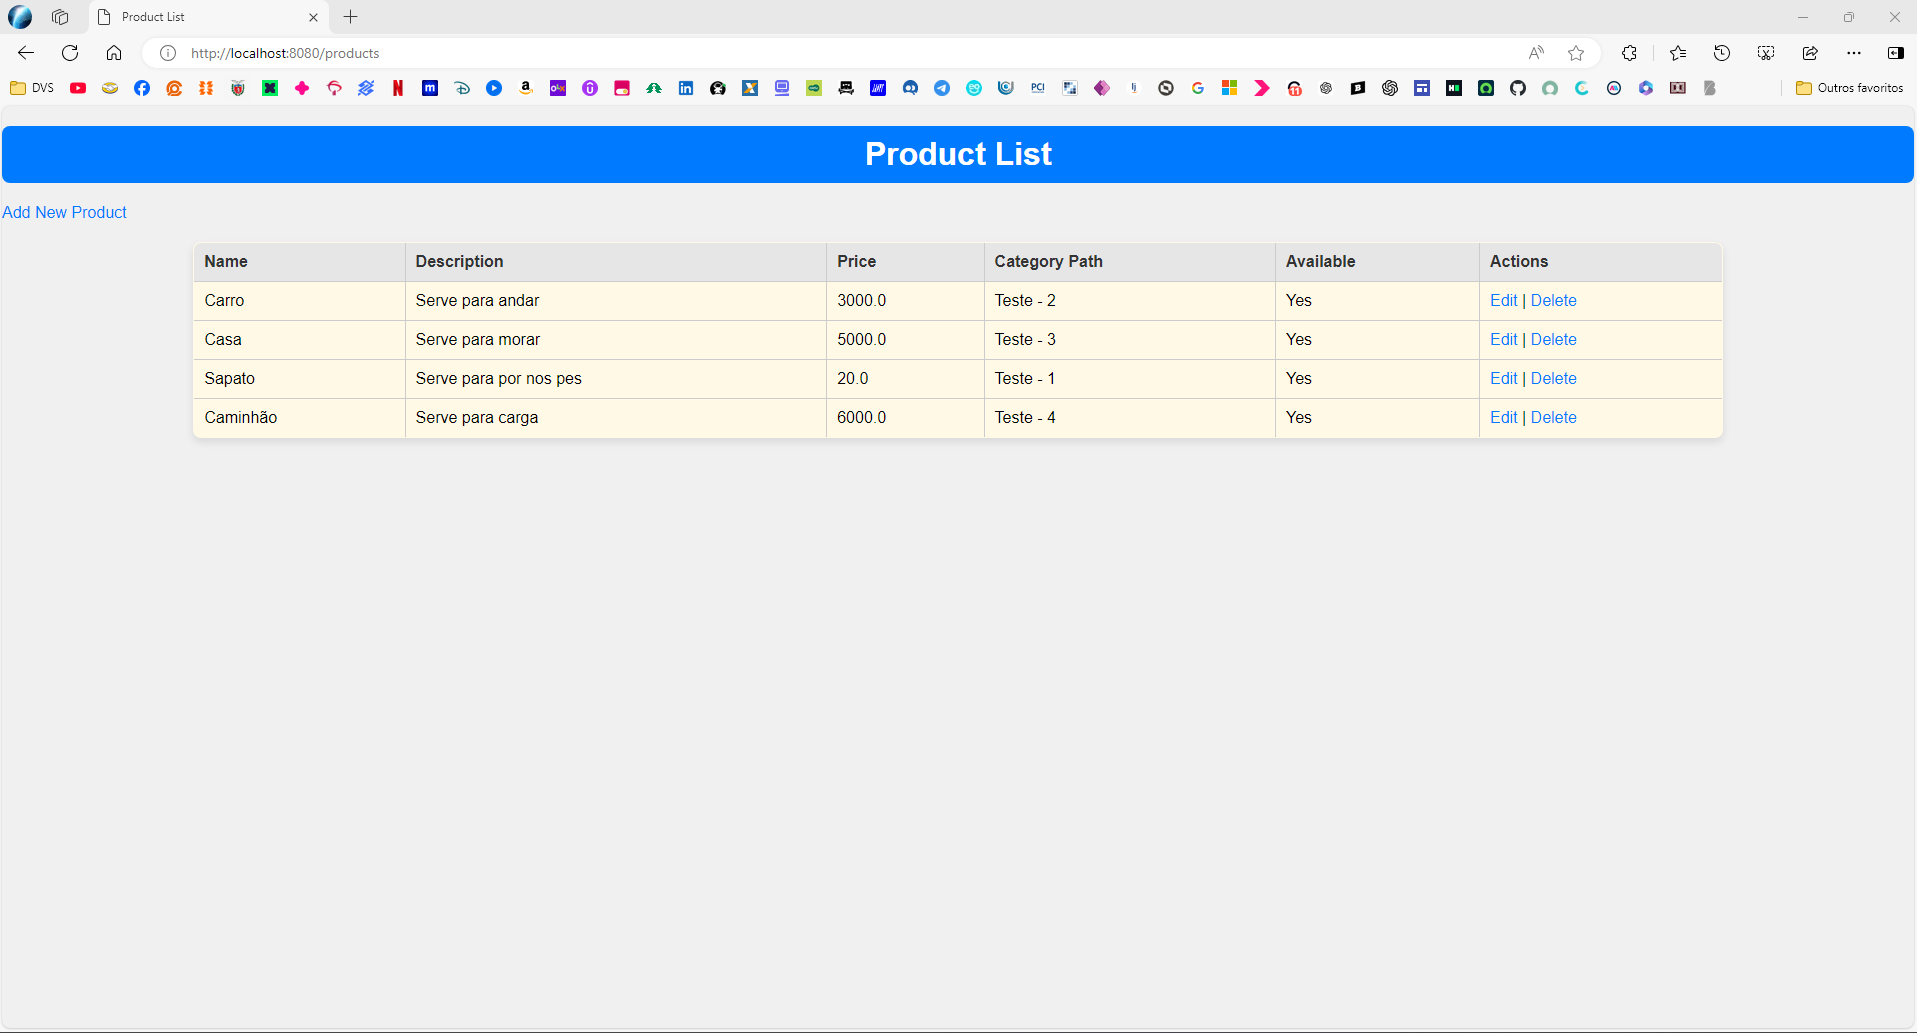 Product List
http://localhost:8080/products
DVS
Outros favoritos
Product List
Add New Product
Name Description Price Category Path Available Actions
Carro Serve para andar 3000.0 Teste - 2 Yes Edit | Delete
Casa Serve para morar 5000.0 Teste - 3 Yes Edit | Delete
Sapato Serve para por nos pes 20.0 Teste - 1 Yes Edit | Delete
Caminhão Serve para carga 6000.0 Teste - 4 Yes Edit | Delete